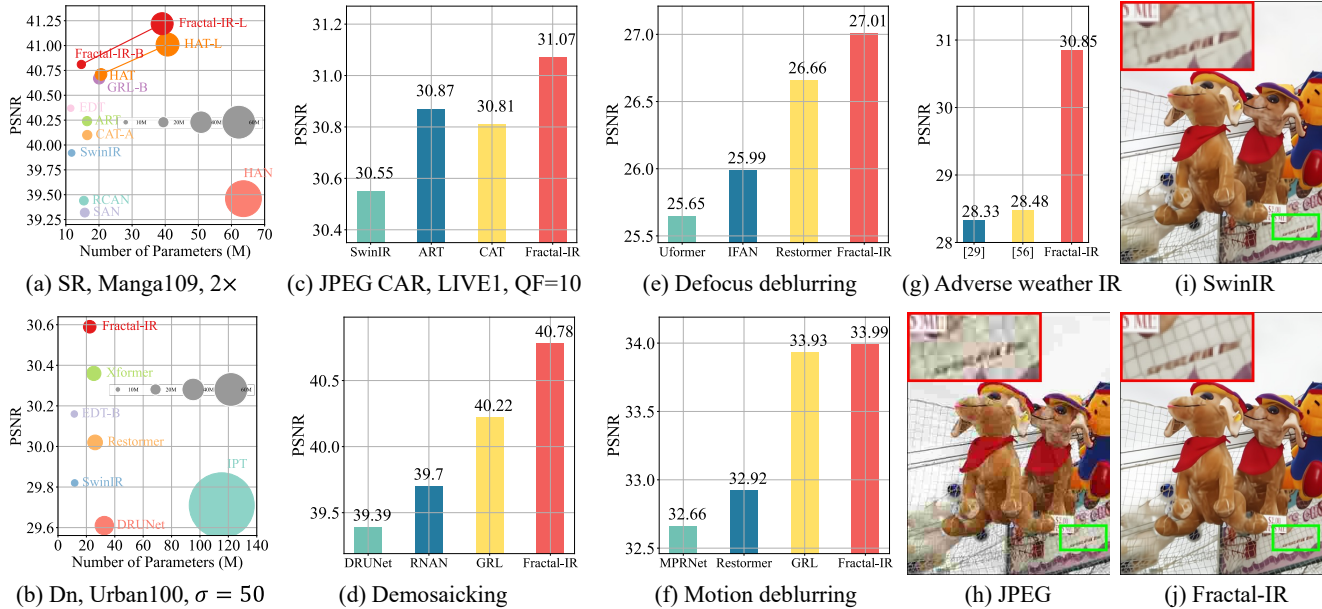 41.25
41.00
40.75
40.50
40.25
40.00
39.75
39.50
39.25
PSNR
Fractal-IR-L
HAT-L
Fractal-IR-B
HAT
GRL-B
EDT
ART
CAT-A
SwinIR
RCAN
SAN
HAN
10M
20M
40M
60M
10 20 30 40 50 60 70
Number of Parameters (M)
(a) SR, Manga109, 2×
30.6
30.4
30.2
30.0
29.8
29.6
PSNR
Fractal-IR
Xformer
EDT-B
Restormer
SwinIR
DRUNet
IPT
10M
20M
40M
60M
0 20 40 60 80 100 120 140
Number of Parameters (M)
(b) Dn, Urban100, σ = 50
31.2
31.0
30.8
30.6
30.4
PSNR
30.55
30.87
30.81
31.07
SwinIR ART CAT Fractal-IR
(c) JPEG CAR, LIVE1, QF=10
40.5
40.0
39.5
PSNR
39.39
39.7
40.22
40.78
DRUNet RNAN GRL Fractal-IR
(d) Demosaicking
27.0
26.5
26.0
25.5
PSNR
25.65
25.99
26.66
27.01
Uformer IFAN Restormer Fractal-IR
(e) Defocus deblurring
34.0
33.5
33.0
32.5
PSNR
32.66
32.92
33.93
33.99
MPRNet Restormer GRL Fractal-IR
(f) Motion deblurring
31
30
29
28
PSNR
28.33
28.48
30.85
[29] [56] Fractal-IR
(g) Adverse weather IR
S ME
(i) SwinIR
S ME
(h) JPEG
S ME
(j) Fractal-IR